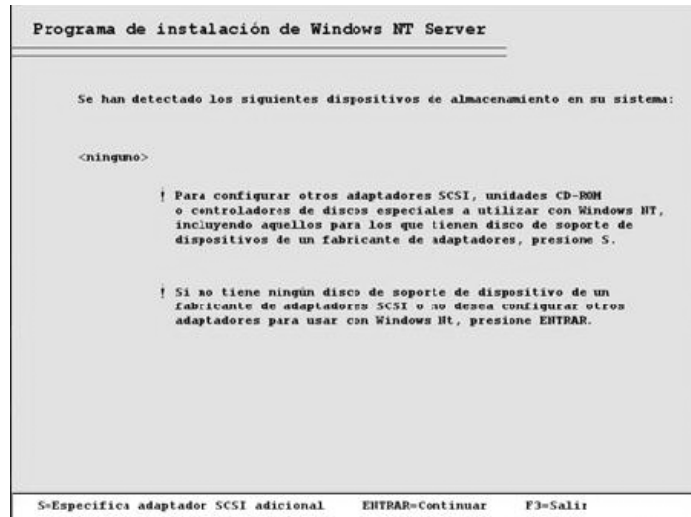 Programa de instalación de Windows NT Server
Se han detectado los siguientes dispositivos de almacenamiento en su sistema:
<ninguno>
! Para configurar otros adaptadores SCSI, unidades CD-ROM
o controladores de discos especiales a utilizar con Windows NT,
incluyendo aquellos para los que tienen disco de soporte de
dispositivos de un fabricante de adaptadores, presione S.
! Si no tiene ningún disco de soporte de dispositivo de un
fabricante de adaptadores SCSI o no desea configurar otros
adaptadores para usar con Windows Nt, presione ENTRAR.
S=Especifica adaptador SCSI adicional ENTRAR=Continuar F3=Salir